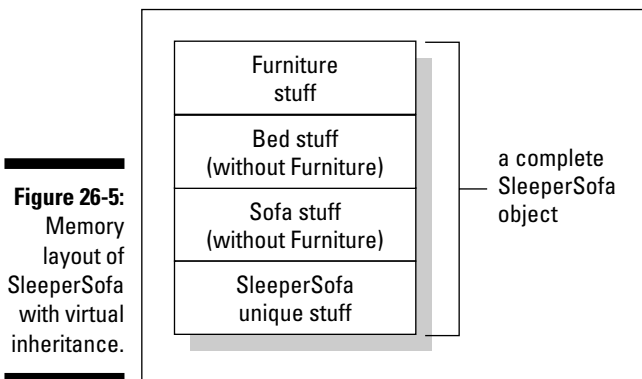 Furniture
stuff
Bed stuff
(without Furniture)
Sofa stuff
(without Furniture)
SleeperSofa
unique stuff
a complete
SleeperSofa
object
Figure 26-5:
Memory
layout of
SleeperSofa
with virtual
inheritance.